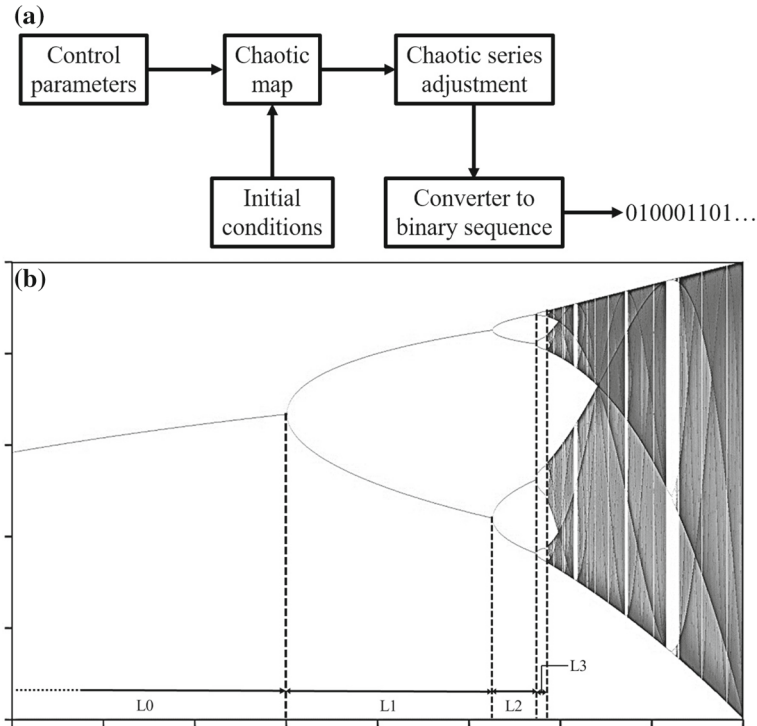 (a)
Control
parameters
Chaotic
map
Chaotic series
adjustment
Initial
conditions
Converter to
binary sequence
010001101…
(b)
L3
L0
L1
L2